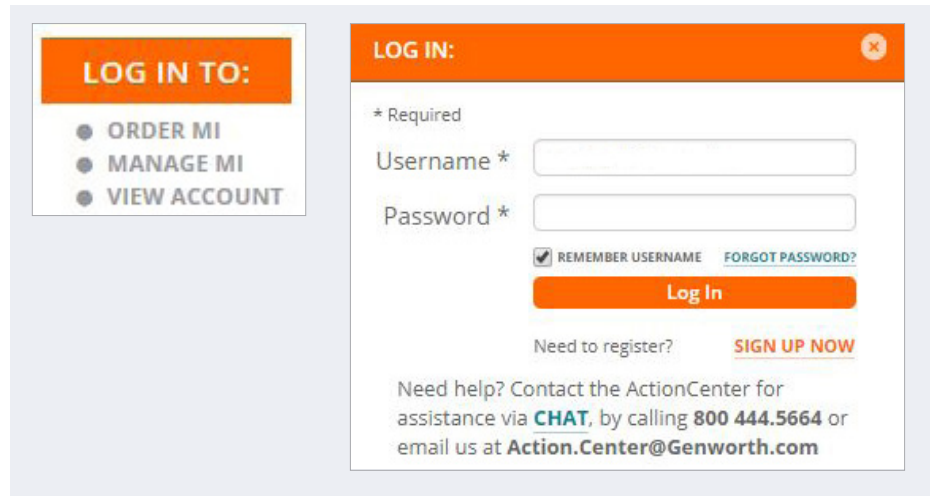 LOG IN TO:
ORDER MI
MANAGE MI
VIEW ACCOUNT
LOG IN:
* Required
Username *
Password *
REMEMBER USERNAME FORGOT PASSWORD?
Log In
Need to register? SIGN UP NOW
Need help? Contact the ActionCenter for
assistance via CHAT, by calling 800 444.5664 or
email us at Action.Center@Genworth.com